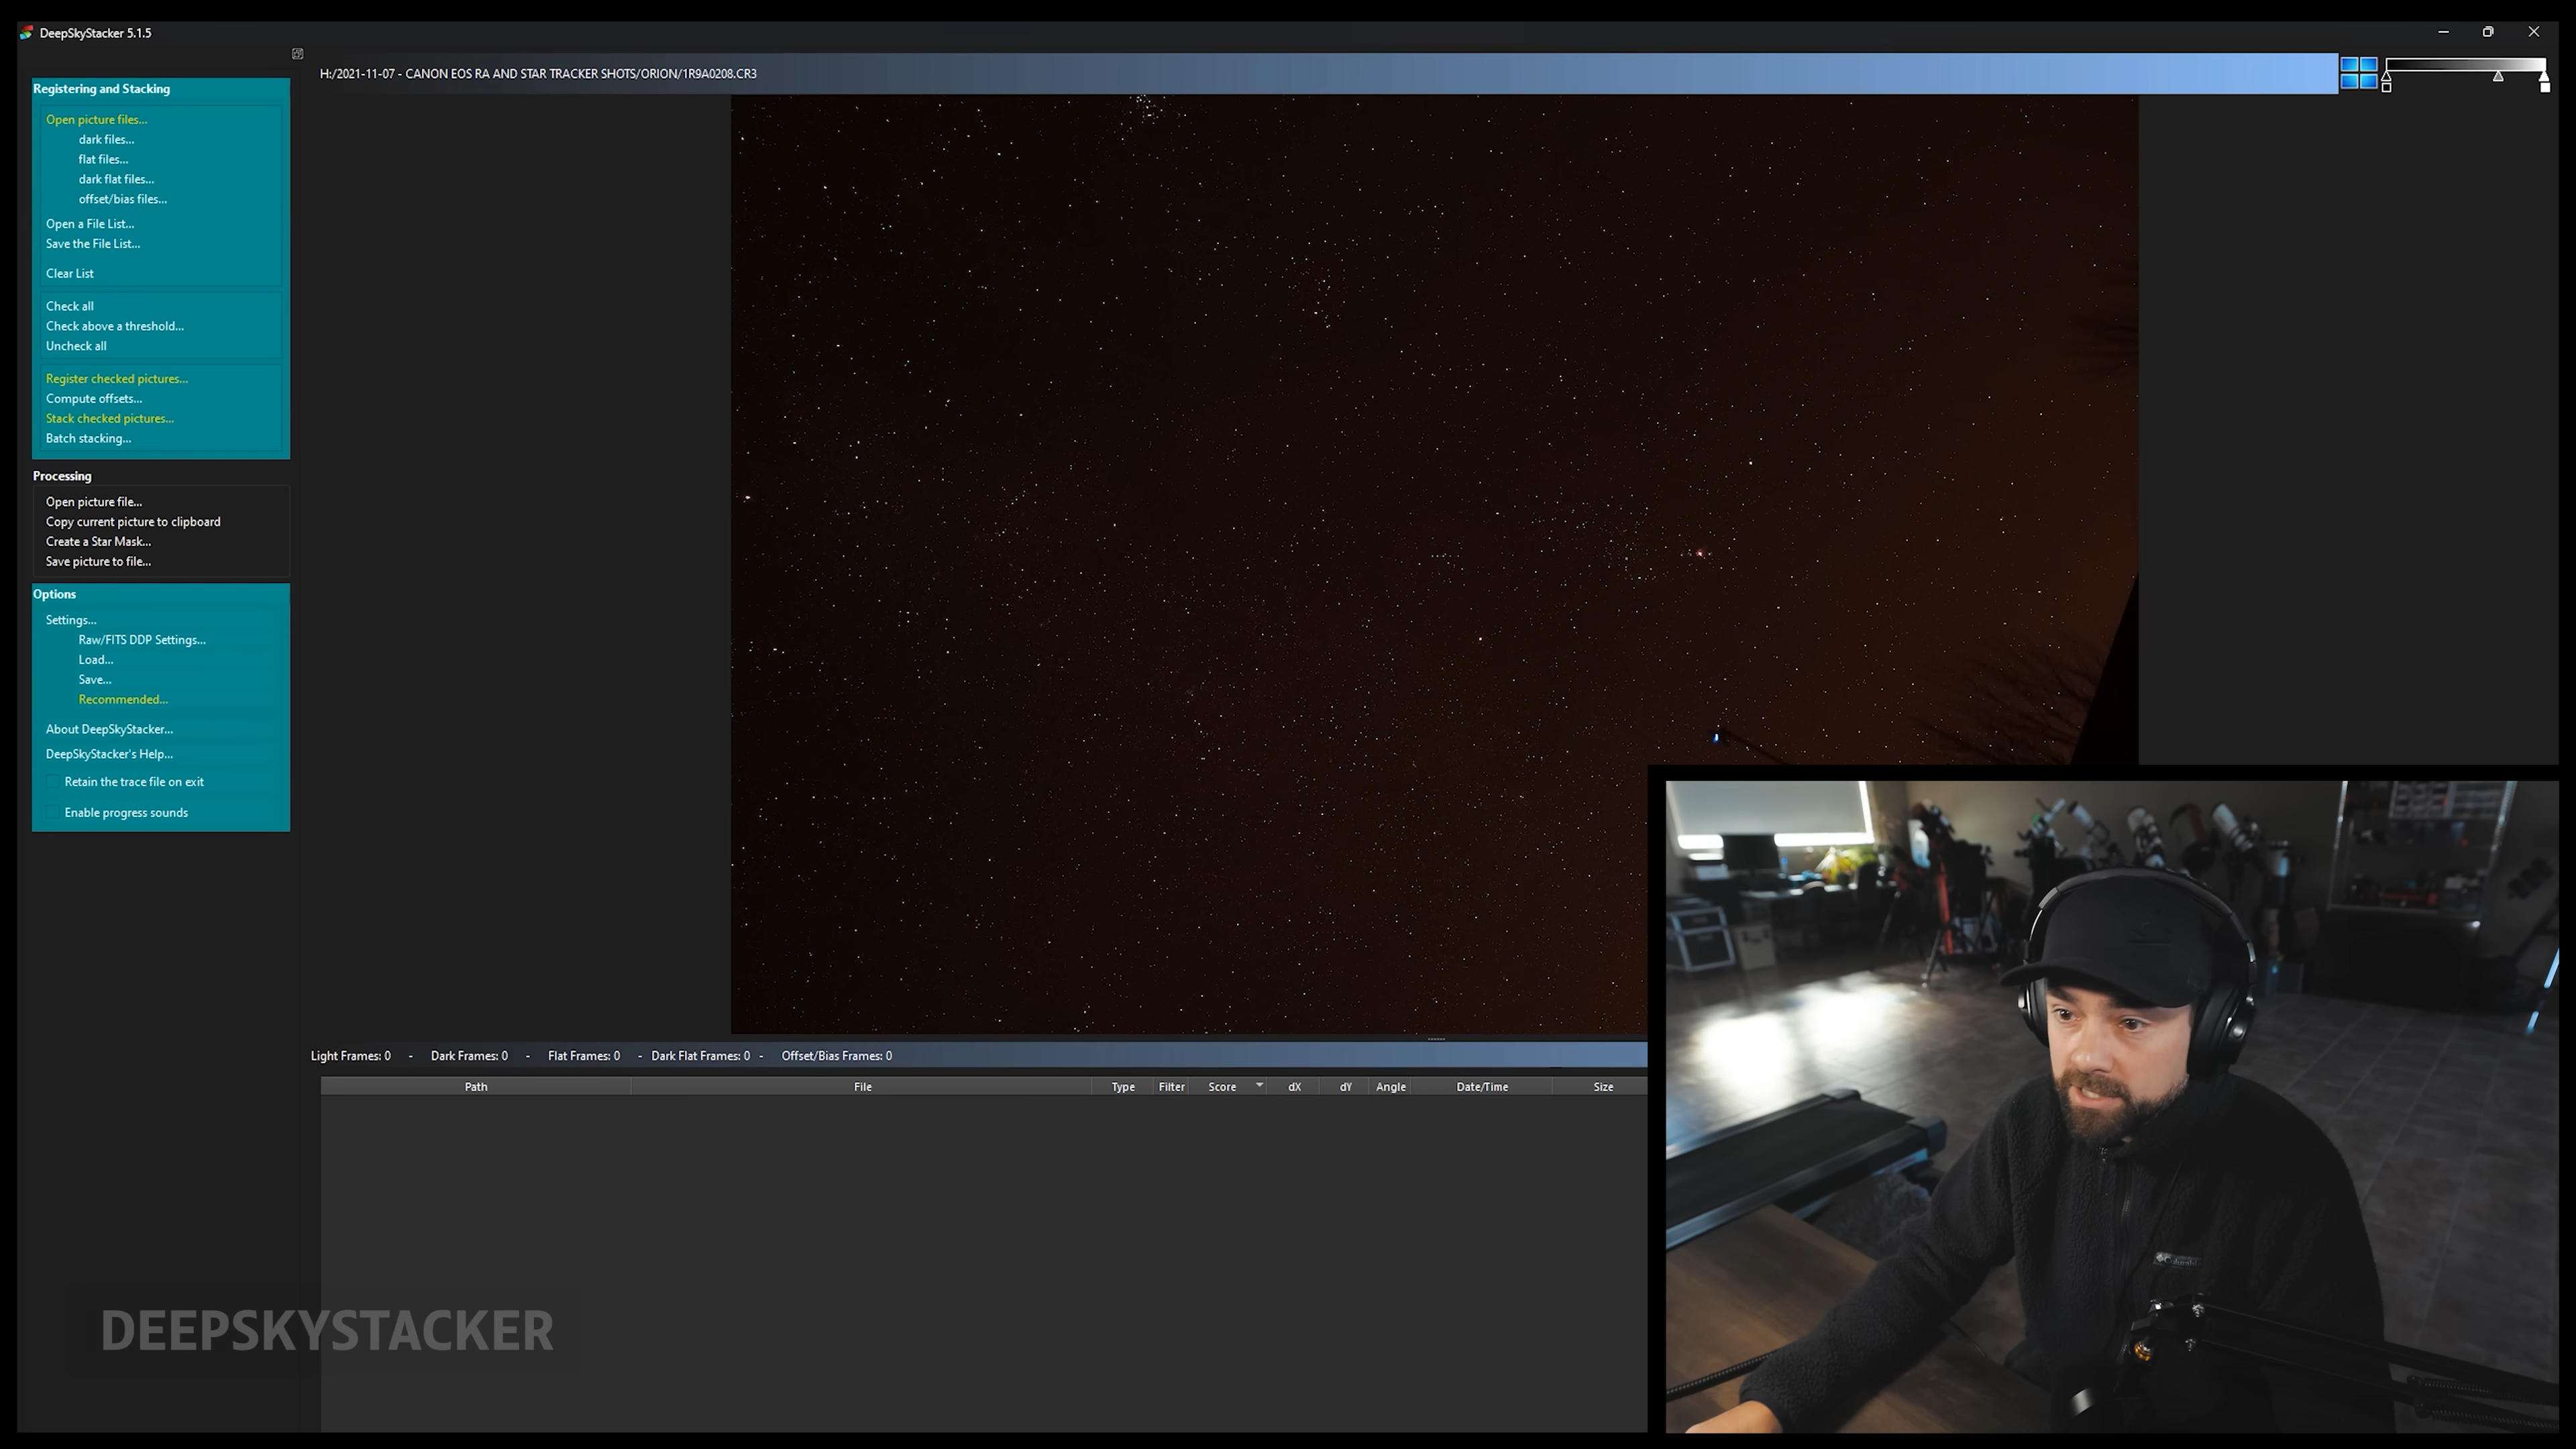 DeepSkyStacker 5.1.5
H:/2021-11-07 - CANON EOS RA AND STAR TRACKER SHOTS/ORION/1R9A0208.CR3
Registering and Stacking
Open picture files...
dark files...
flat files...
dark flat files...
offset/bias files...
Open a File List...
Save the File List...
Clear List
Check all
Check above a threshold...
Uncheck all
Register checked pictures...
Compute offsets...
Stack checked pictures...
Batch stacking...
Processing
Open picture file...
Copy current picture to clipboard
Create a Star Mask...
Save picture to file...
Options
Settings...
Raw/FITS DDP Settings...
Load...
Save...
Recommended...
About DeepSkyStacker...
DeepSkyStacker's Help...
Retain the trace file on exit
Enable progress sounds
Light Frames: 0 - Dark Frames: 0 - Flat Frames: 0 - Dark Flat Frames: 0 - Offset/Bias Frames: 0
Path File Type Filter Score dX dY Angle Date/Time Size
DEEPSKYSTACKER
Columbia